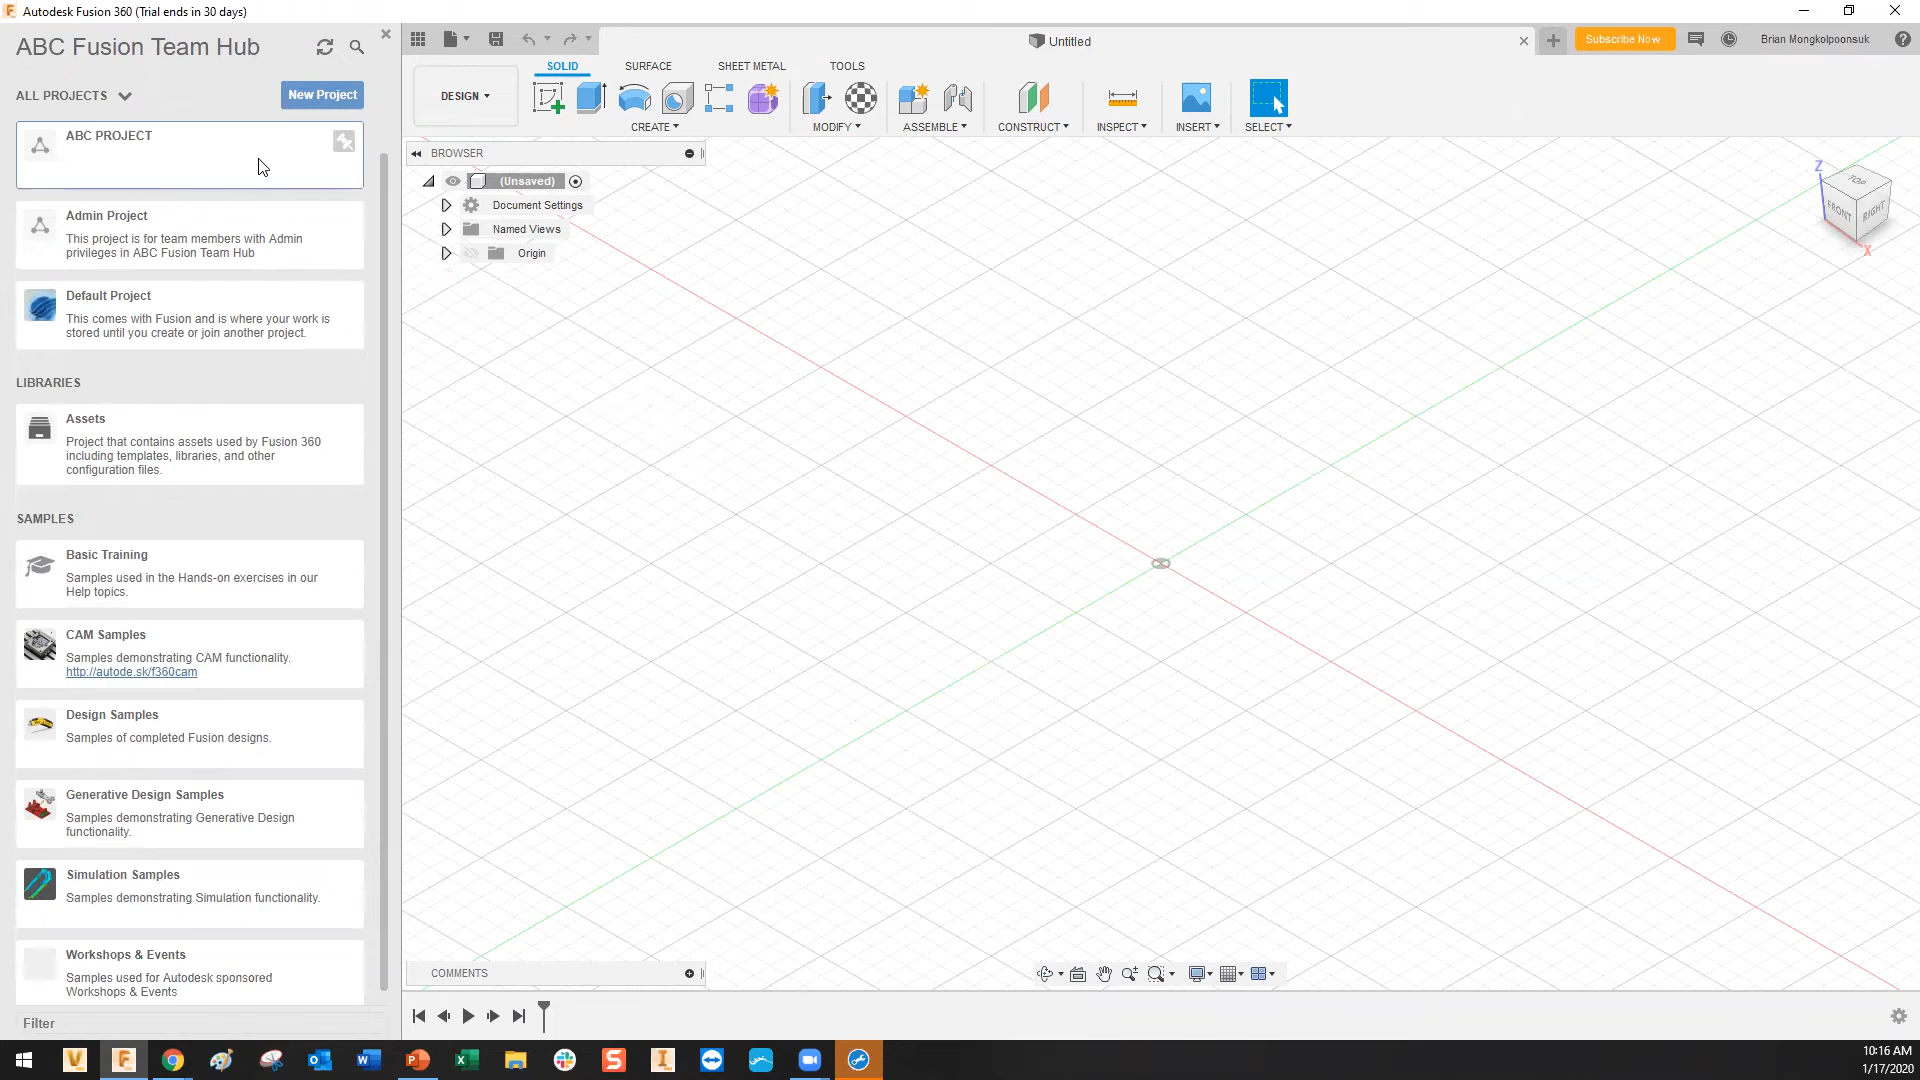 Autodesk Fusion 360 (Trial ends in 30 days)
ABC Fusion Team Hub
ALL PROJECTS
New Project
ABC PROJECT
Admin Project
This project is for team members with Admin
privileges in ABC Fusion Team Hub
Default Project
This comes with Fusion and is where your work is
stored until you create or join another project.
LIBRARIES
Assets
Project that contains assets used by Fusion 360
including templates, libraries, and other
configuration files.
SAMPLES
Basic Training
Samples used in the Hands-on exercises in our
Help topics.
CAM Samples
Samples demonstrating CAM functionality.
http://autode.sk/f360cam
Design Samples
Samples of completed Fusion designs.
Generative Design Samples
Samples demonstrating Generative Design
functionality.
Simulation Samples
Samples demonstrating Simulation functionality.
Workshops & Events
Samples used for Autodesk sponsored
Workshops & Events
Filter
Untitled
Subscribe Now
Brian Mongkolpoonsuk
DESIGN
SOLID
SURFACE
SHEET METAL
TOOLS
CREATE
MODIFY
ASSEMBLE
CONSTRUCT
INSPECT
INSERT
SELECT
BROWSER
(Unsaved)
Document Settings
Named Views
Origin
Z
TOP
FRONT
RIGHT
X
COMMENTS
10:16 AM
1/17/2020